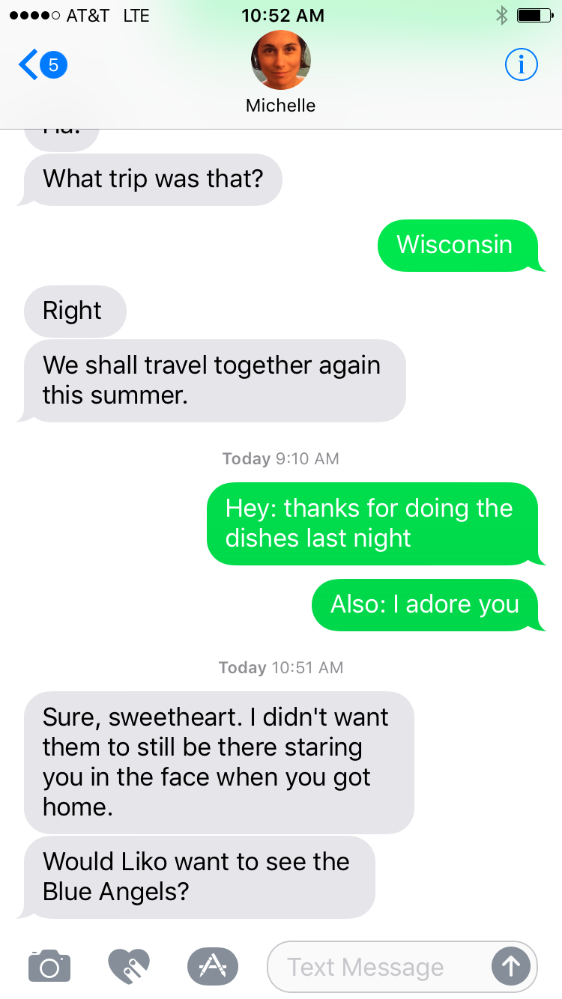 AT&T LTE 10:52 AM
5
Michelle
What trip was that?
Wisconsin
Right
We shall travel together again
this summer.
Today 9:10 AM
Hey: thanks for doing the
dishes last night
Also: I adore you
Today 10:51 AM
Sure, sweetheart. I didn't want
them to still be there staring
you in the face when you got
home.
Would Liko want to see the
Blue Angels?
Text Message